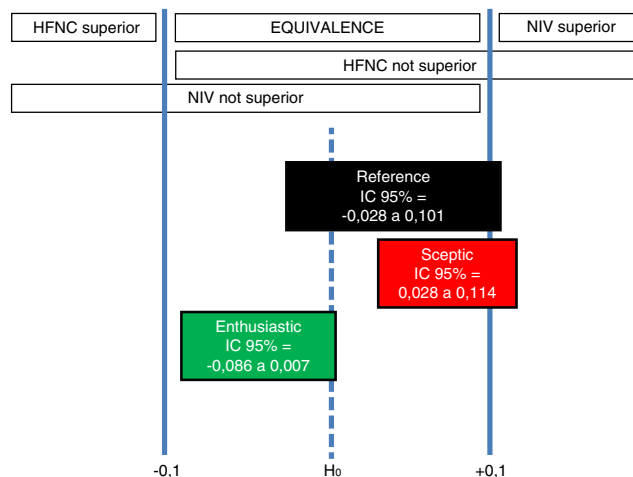 HFNC superior
EQUIVALENCE
NIV superior
HFNC not superior
NIV not superior
Reference
IC 95% =
-0,028 a 0,101
Sceptic
IC 95% =
0,028 a 0,114
Enthusiastic
IC 95% =
-0,086 a 0,007
-0,1
H₀
+0,1